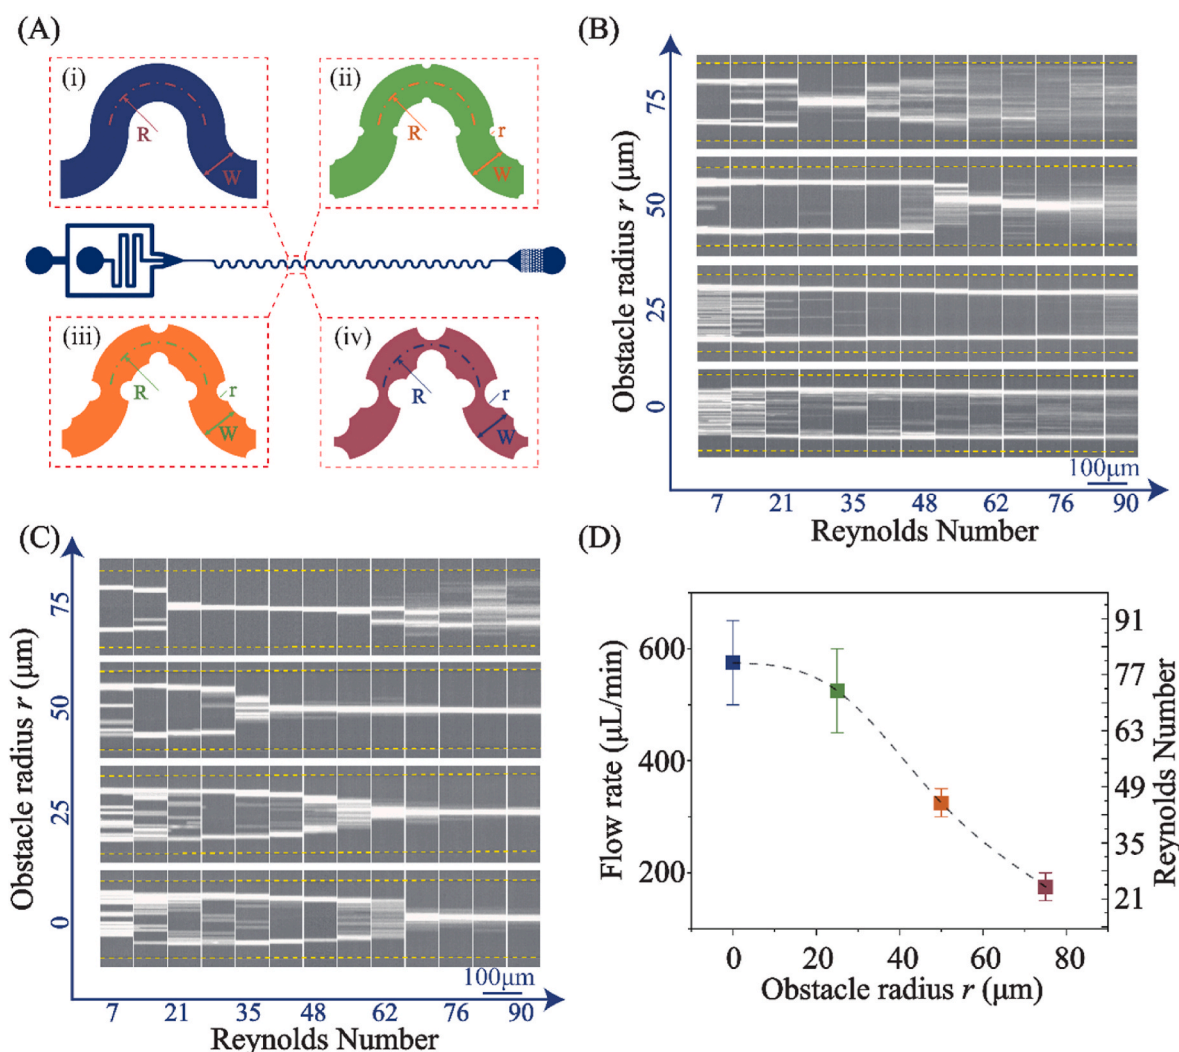 (A)
(i)
R
W
(ii)
R
r
W
(iii)
R
r
W
(iv)
R
r
W
(B)
Obstacle radius r (μm)
75
50
25
0
100μm
7 21 35 48 62 76 90
Reynolds Number
(C)
Obstacle radius r (μm)
75
50
25
0
100μm
7 21 35 48 62 76 90
Reynolds Number
(D)
Flow rate (μL/min)
600
400
200
91
77
63
49
35
21
Reynolds Number
0 20 40 60 80
Obstacle radius r (μm)